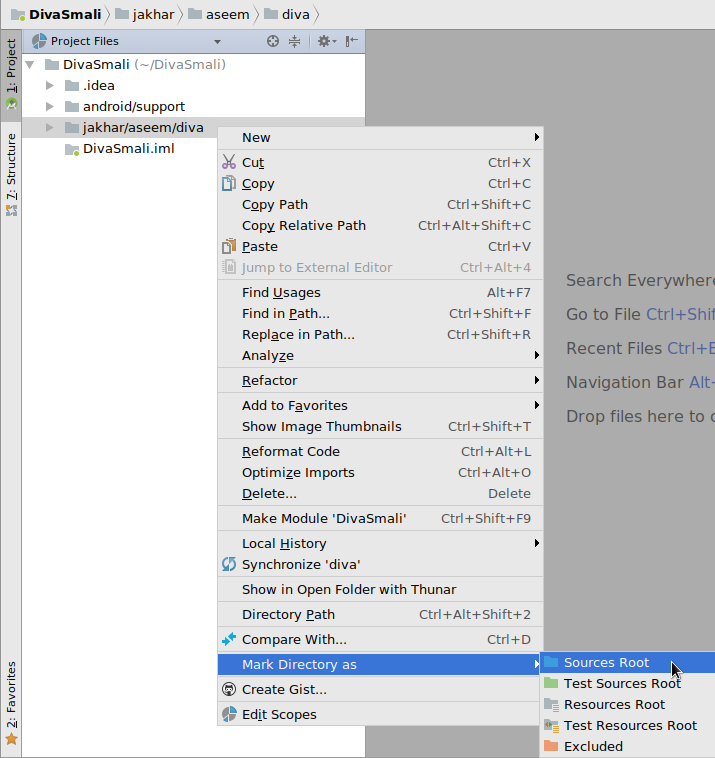 DivaSmali jakhar aseem diva
1: Project
7: Structure
2: Favorites
Project Files
DivaSmali (~/DivaSmali)
.idea
android/support
jakhar/aseem/diva
DivaSmali.iml
New
Cut Ctrl+X
Copy Ctrl+C
Copy Path Ctrl+Shift+C
Copy Relative Path Ctrl+Alt+Shift+C
Paste Ctrl+V
Jump to External Editor Ctrl+Alt+4
Find Usages Alt+F7
Find in Path... Ctrl+Shift+F
Replace in Path... Ctrl+Shift+R
Analyze
Refactor
Add to Favorites
Show Image Thumbnails Ctrl+Shift+T
Reformat Code Ctrl+Alt+L
Optimize Imports Ctrl+Alt+O
Delete... Delete
Make Module 'DivaSmali' Ctrl+Shift+F9
Local History
Synchronize 'diva'
Show in Open Folder with Thunar
Directory Path Ctrl+Alt+Shift+2
Compare With... Ctrl+D
Mark Directory as
Create Gist...
Edit Scopes
Sources Root
Test Sources Root
Resources Root
Test Resources Root
Excluded
Search Everywhere
Go to File Ctrl+Shif
Recent Files Ctrl+E
Navigation Bar Alt+
Drop files here to